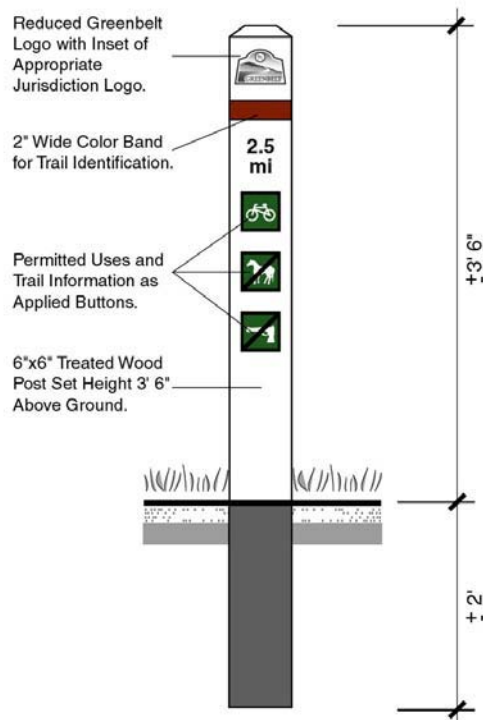 Reduced Greenbelt
Logo with Inset of
Appropriate
Jurisdiction Logo.
GREENBELT
2" Wide Color Band
for Trail Identification.
2.5
mi
Permitted Uses and
Trail Information as
Applied Buttons.
6"x6" Treated Wood
Post Set Height 3' 6"
Above Ground.
±3' 6"
± 2'